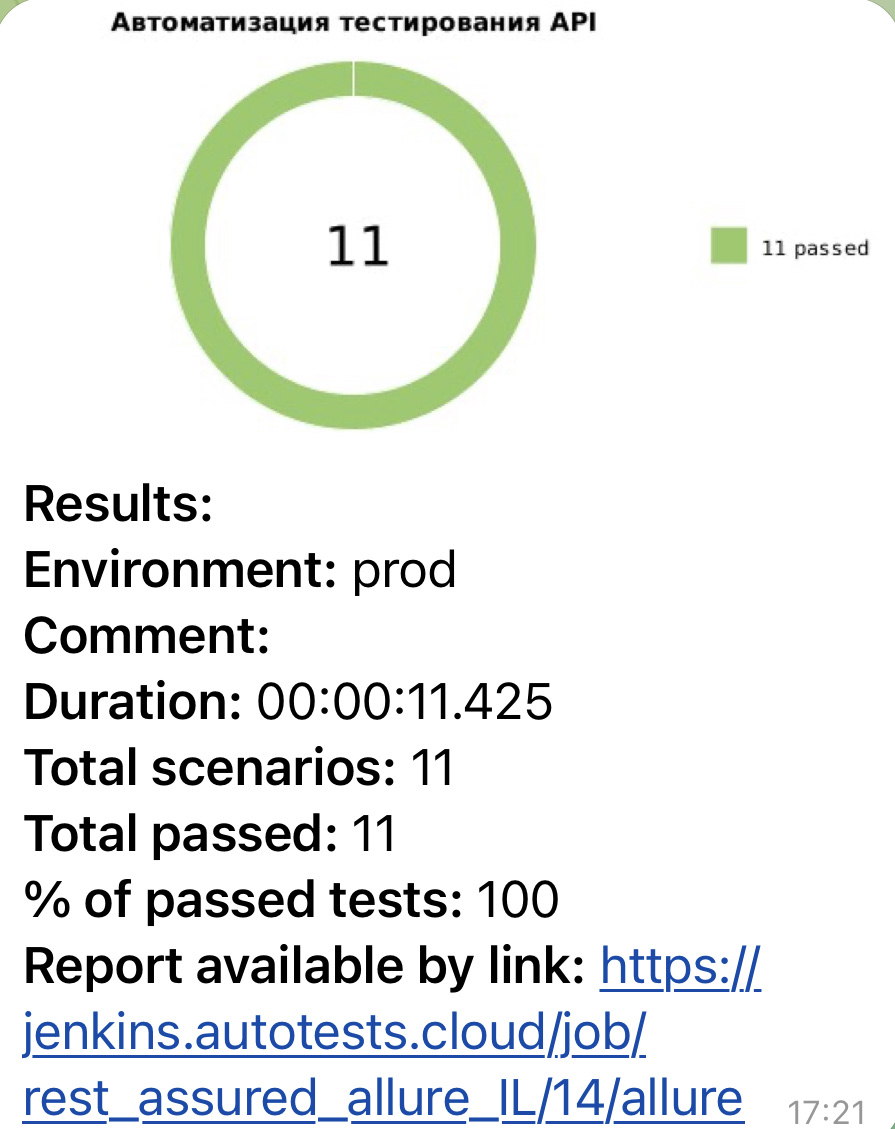 Автоматизация тестирования API
11
11 passed
Results:
Environment: prod
Comment:
Duration: 00:00:11.425
Total scenarios: 11
Total passed: 11
% of passed tests: 100
Report available by link: https://
jenkins.autotests.cloud/job/
rest_assured_allure_IL/14/allure
17:21